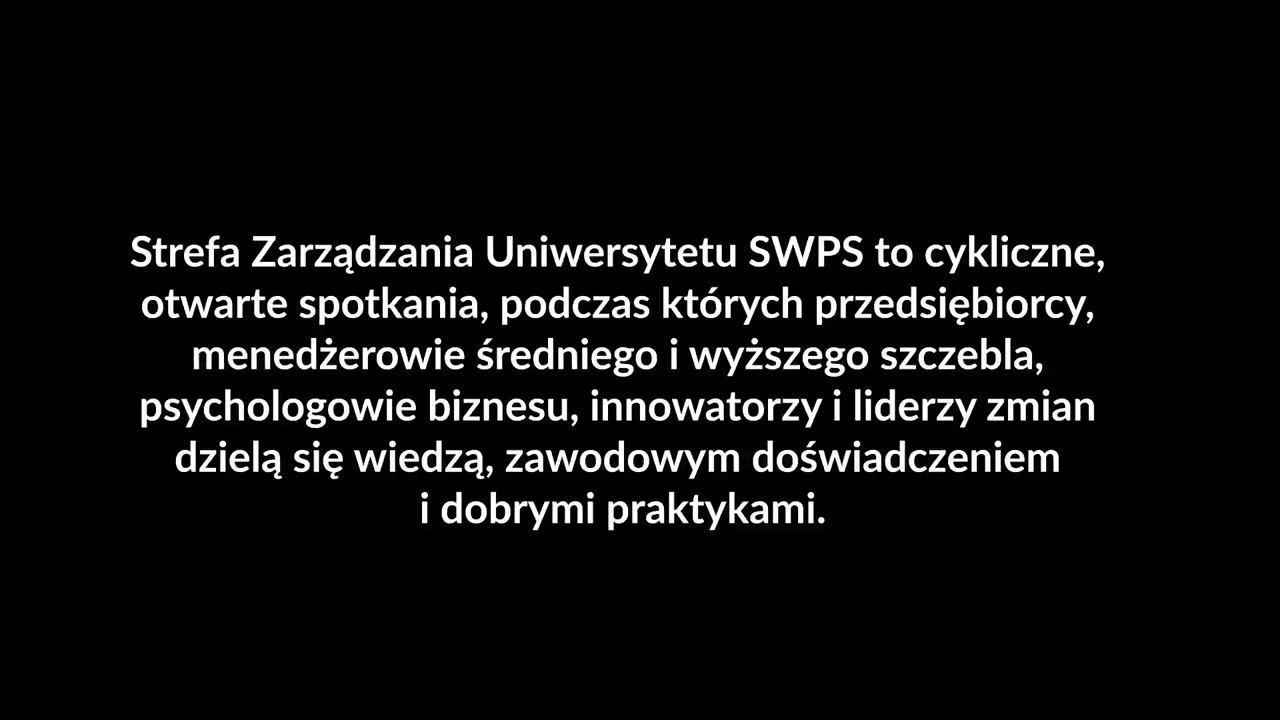 Strefa Zarządzania Uniwersytetu SWPS to cykliczne,
otwarte spotkania, podczas których przedsiębiorcy,
menedżerowie średniego i wyższego szczebla,
psychologowie biznesu, innowatorzy i liderzy zmian
dzielą się wiedzą, zawodowym doświadczeniem
i dobrymi praktykami.